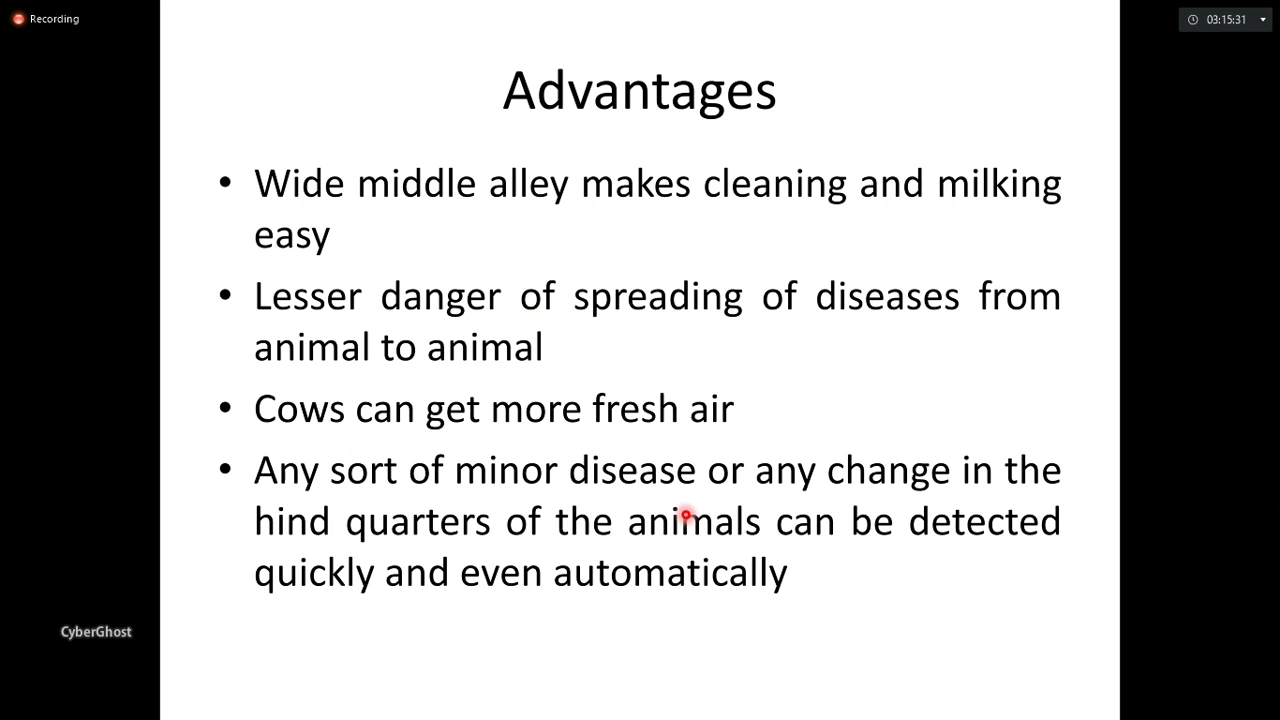 Recording
03:15:31
Advantages
• Wide middle alley makes cleaning and milking
easy
• Lesser danger of spreading of diseases from
animal to animal
• Cows can get more fresh air
• Any sort of minor disease or any change in the
hind quarters of the animals can be detected
quickly and even automatically
CyberGhost